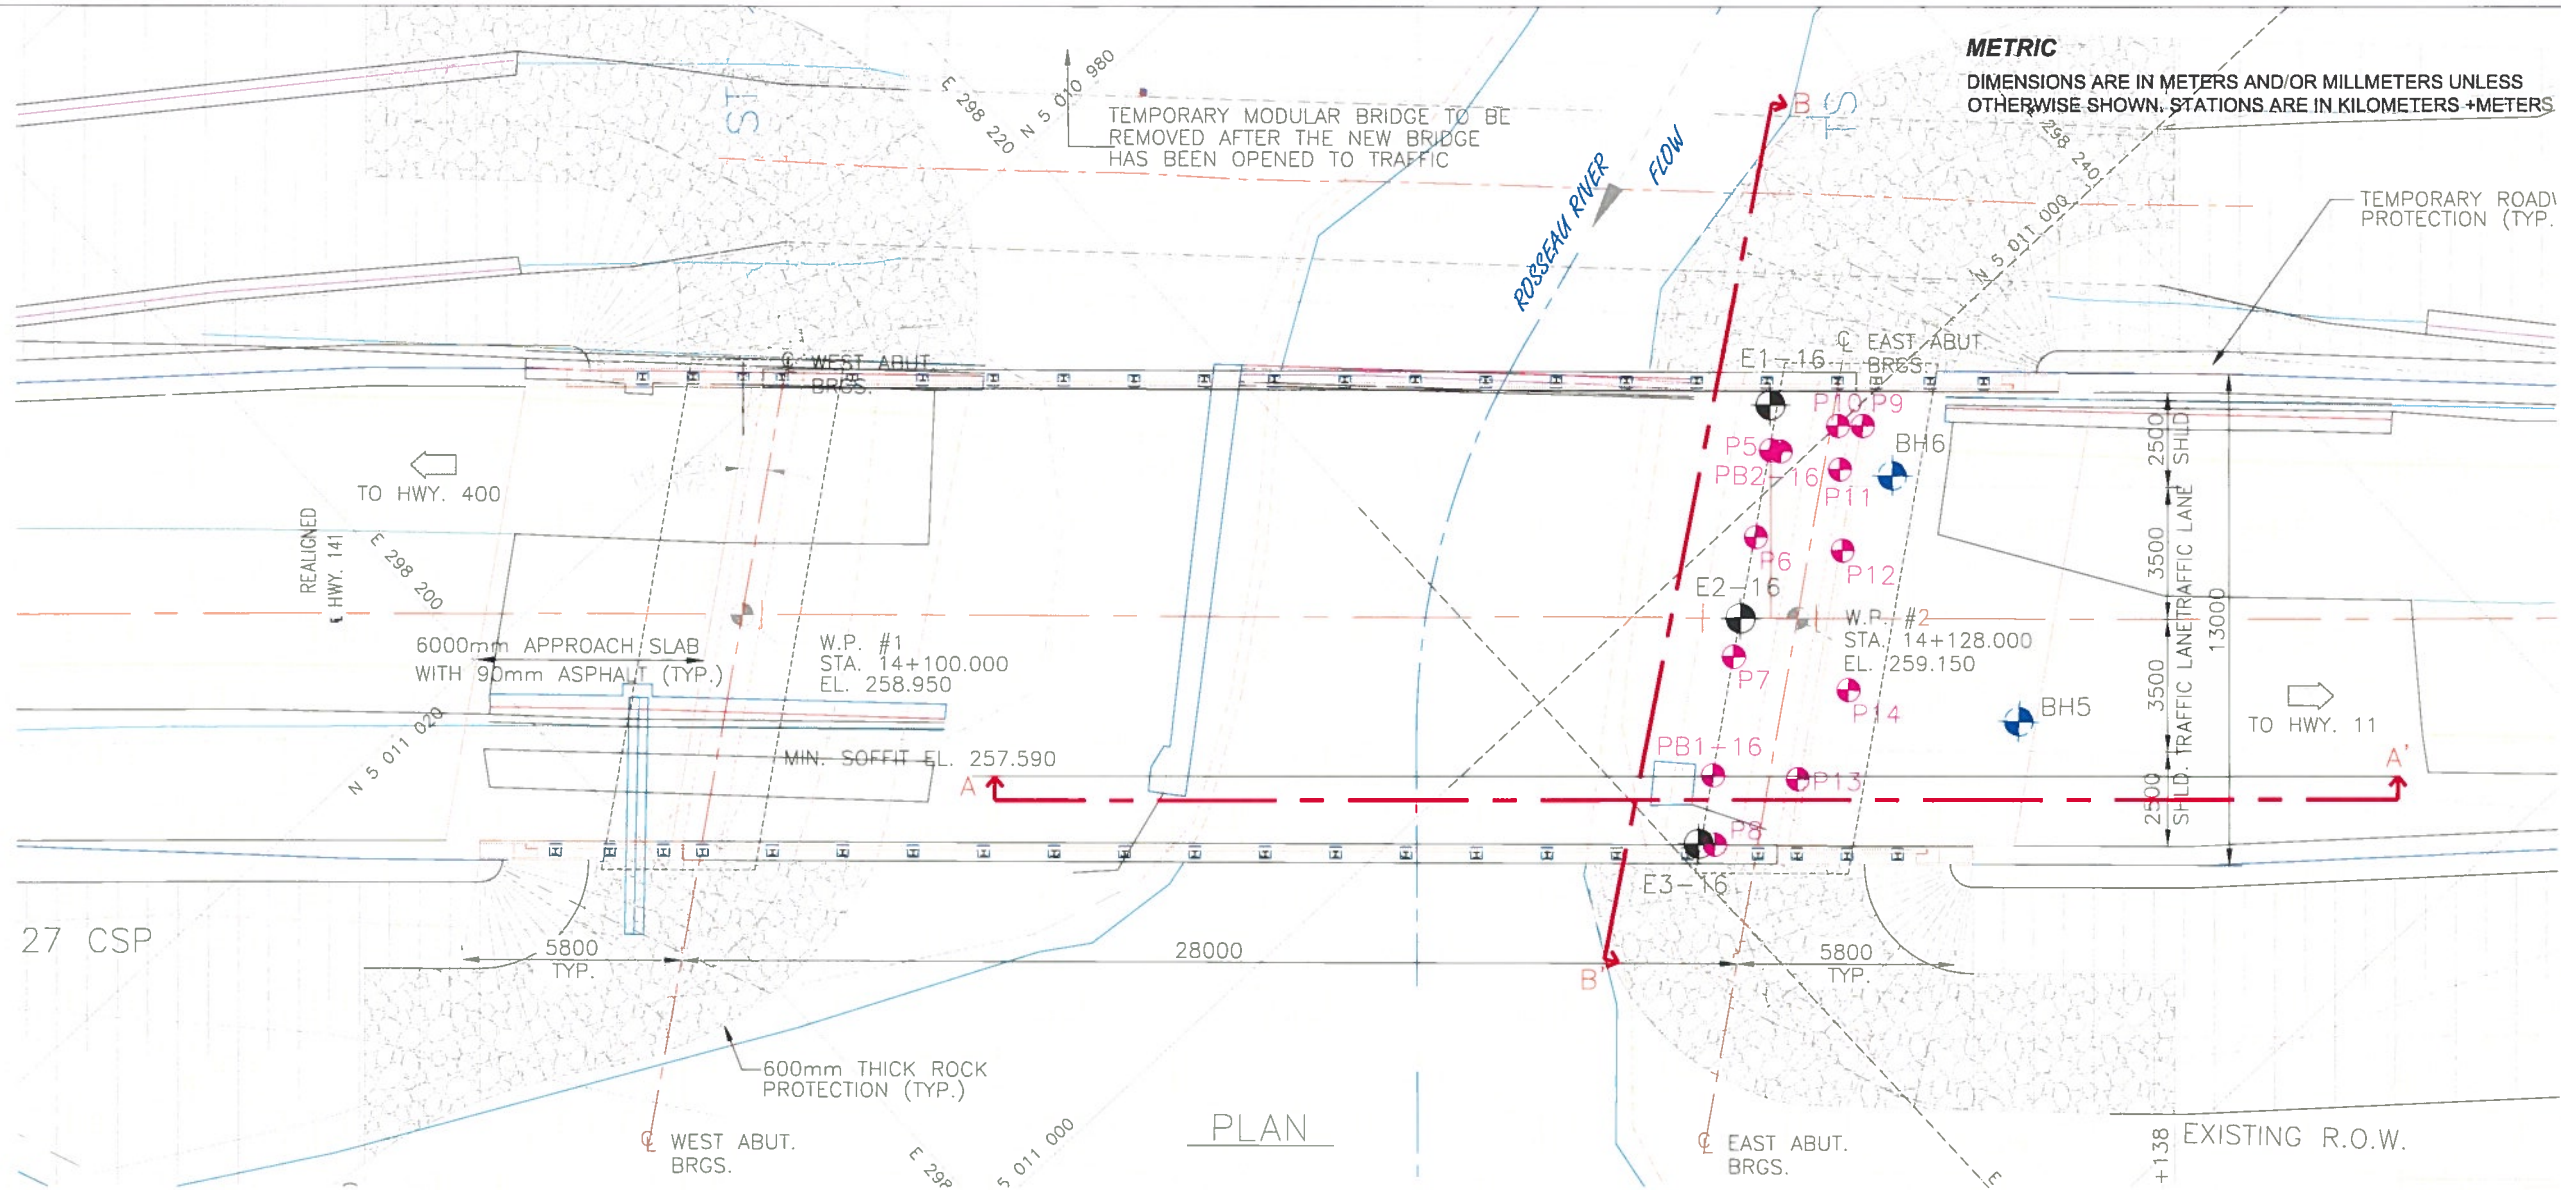 METRIC
DIMENSIONS ARE IN METERS AND/OR MILLMETERS UNLESS
OTHERWISE SHOWN. STATIONS ARE IN KILOMETERS +METERS
E 298 220
N 5 010 980
TEMPORARY MODULAR BRIDGE TO BE
REMOVED AFTER THE NEW BRIDGE
HAS BEEN OPENED TO TRAFFIC
ST
ROSSEAU RIVER
FLOW
B
ST
298 240
N 5 011 000
TEMPORARY ROADW
PROTECTION (TYP.
℄ WEST ABUT.
BRGS.
℄ EAST ABUT
BRGS.
E1-16
P10
P9
P5
PB2-16
P11
BH6
P6
P12
E2-16
P7
P14
W.P. #2
STA. 14+128.000
EL. 259.150
BH5
PB1-16
P13
P8
E3-16
TO HWY. 400
REALIGNED
℄ HWY. 141
E 298 200
6000mm APPROACH SLAB
WITH 90mm ASPHALT (TYP.)
W.P. #1
STA. 14+100.000
EL. 258.950
N 5 011 020
MIN. SOFFIT EL. 257.590
A
A'
TO HWY. 11
2500
SHLD
3500
TRAFFIC LANE
3500
TRAFFIC LANE
2500
SHLD.
13000
27 CSP
5800
TYP.
28000
B'
5800
TYP.
600mm THICK ROCK
PROTECTION (TYP.)
℄ WEST ABUT.
BRGS.
E 298
5 011 000
PLAN
℄ EAST ABUT.
BRGS.
E
+138
EXISTING R.O.W.